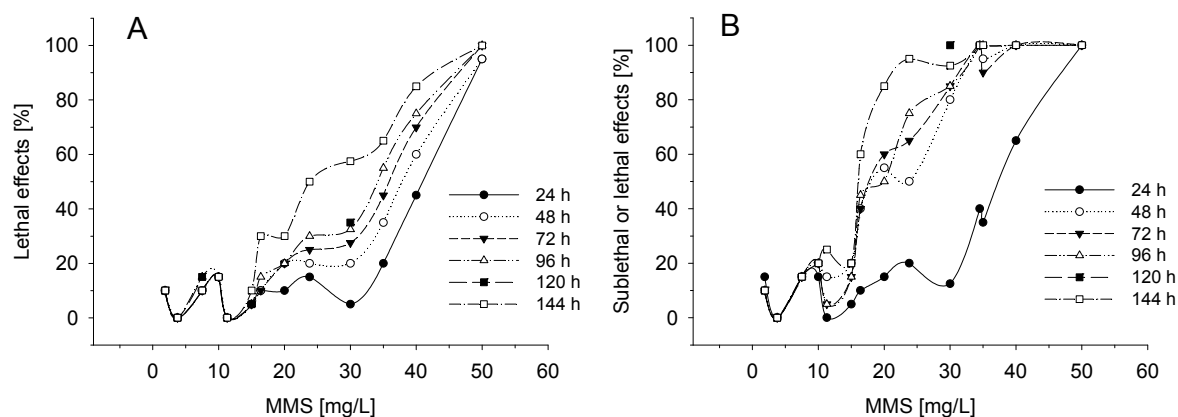 A
Lethal effects [%]
100
80
60
40
20
0
0 10 20 30 40 50 60
MMS [mg/L]
24 h
48 h
72 h
96 h
120 h
144 h
B
Sublethal or lethal effects [%]
100
80
60
40
20
0
0 10 20 30 40 50 60
MMS [mg/L]
24 h
48 h
72 h
96 h
120 h
144 h